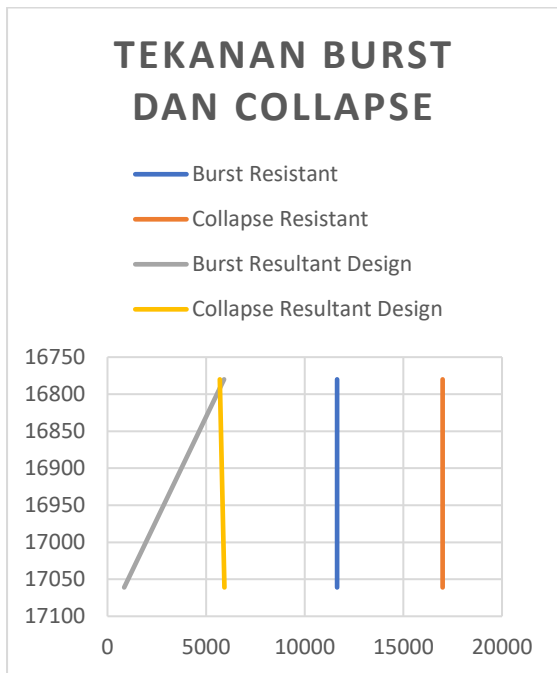 TEKANAN BURST
DAN COLLAPSE
Burst Resistant
Collapse Resistant
Burst Resultant Design
Collapse Resultant Design
16750
16800
16850
16900
16950
17000
17050
17100
0 5000 10000 15000 20000